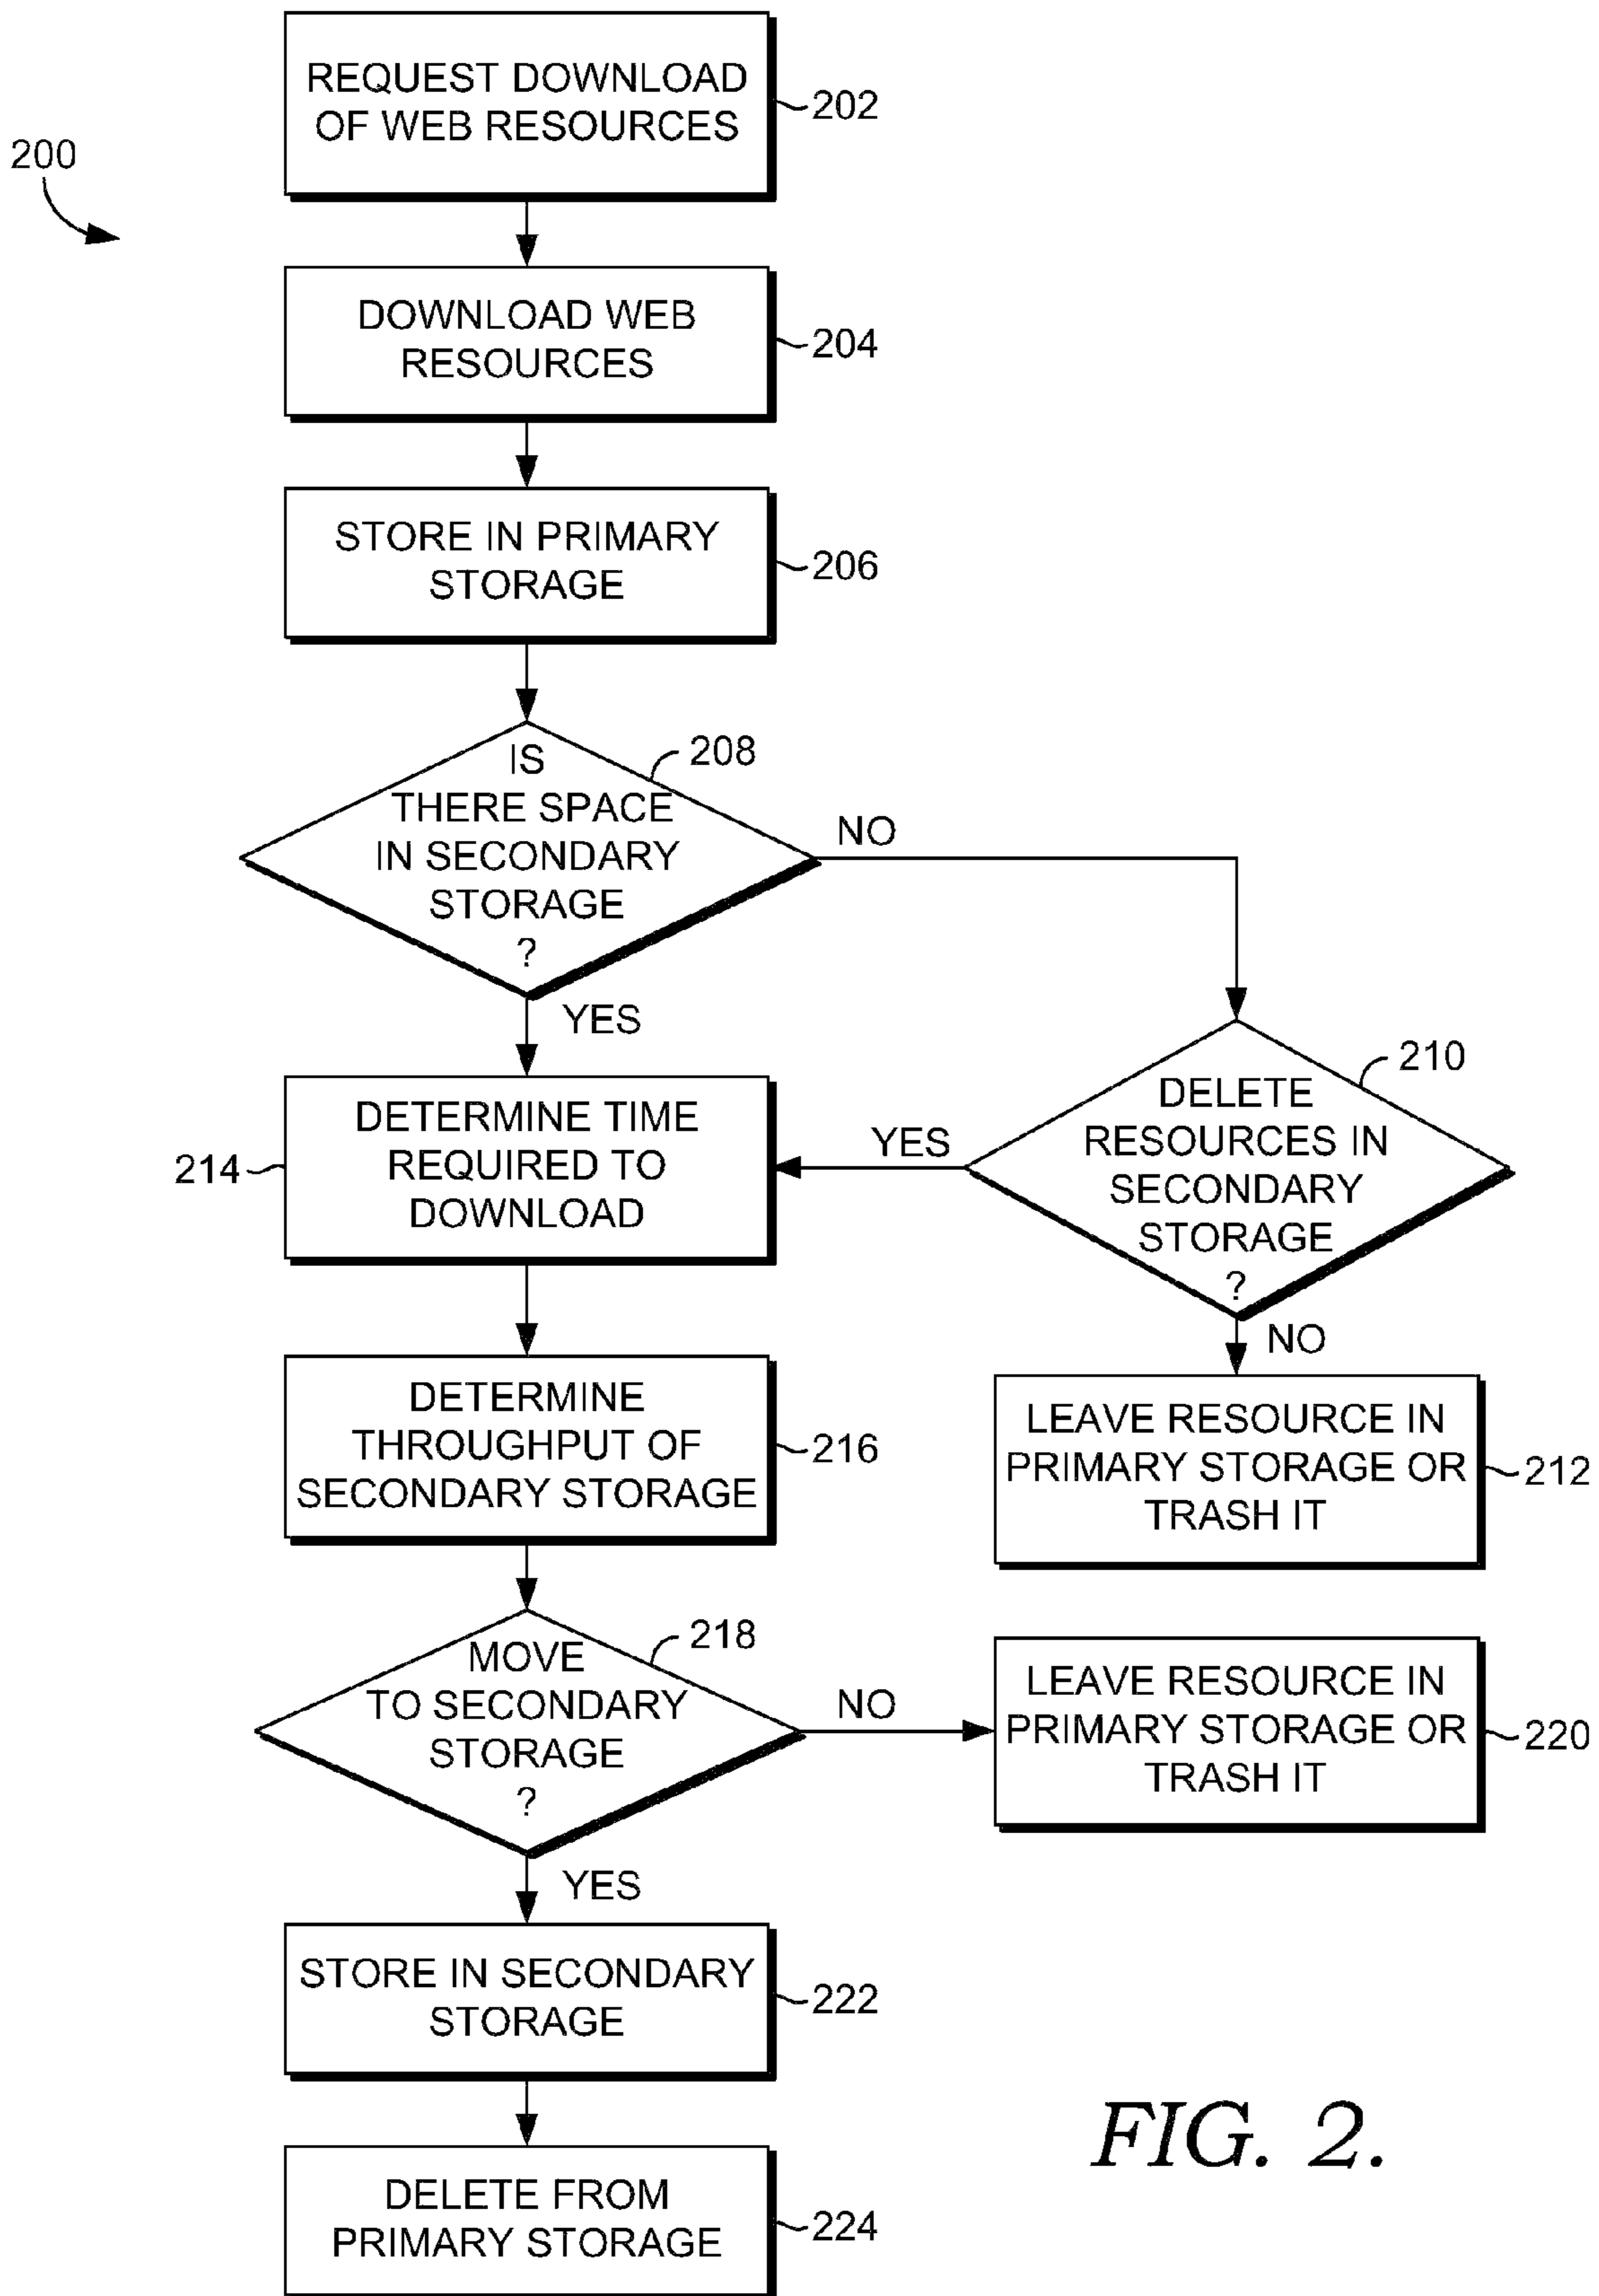 200
REQUEST DOWNLOAD
OF WEB RESOURCES
202
DOWNLOAD WEB
RESOURCES
204
STORE IN PRIMARY
STORAGE
206
IS
THERE SPACE
IN SECONDARY
STORAGE
?
208
NO
YES
DELETE
RESOURCES IN
SECONDARY
STORAGE
?
210
YES
NO
LEAVE RESOURCE IN
PRIMARY STORAGE OR
TRASH IT
212
DETERMINE TIME
REQUIRED TO
DOWNLOAD
214
DETERMINE
THROUGHPUT OF
SECONDARY STORAGE
216
MOVE
TO SECONDARY
STORAGE
?
218
NO
LEAVE RESOURCE IN
PRIMARY STORAGE OR
TRASH IT
220
YES
STORE IN SECONDARY
STORAGE
222
DELETE FROM
PRIMARY STORAGE
224
FIG. 2.